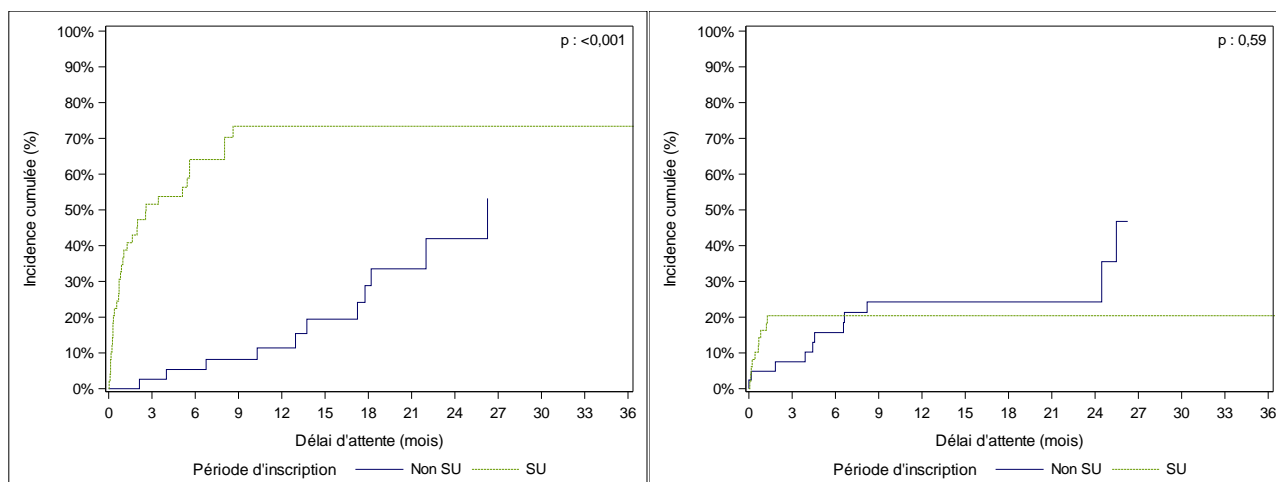 p : <0,001
Incidence cumulée (%)
100%
90%
80%
70%
60%
50%
40%
30%
20%
10%
0%
0 3 6 9 12 15 18 21 24 27 30 33 36
Délai d'attente (mois)
Période d'inscription Non SU SU
p : 0,59
Incidence cumulée (%)
100%
90%
80%
70%
60%
50%
40%
30%
20%
10%
0%
0 3 6 9 12 15 18 21 24 27 30 33 36
Délai d'attente (mois)
Période d'inscription Non SU SU